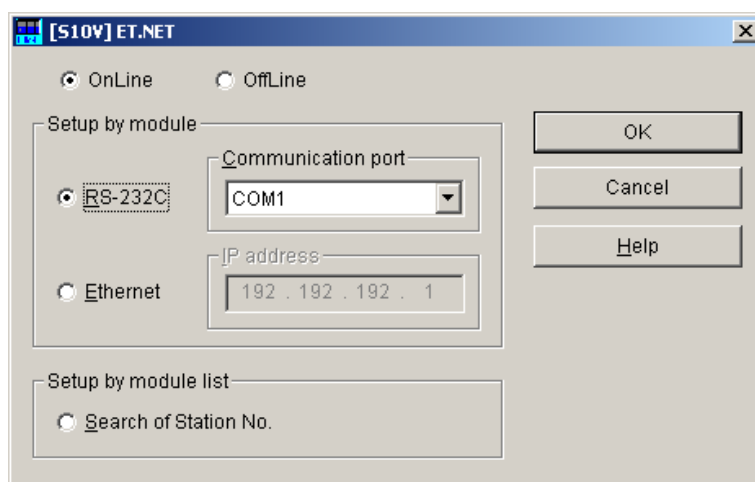 [S10V] ET.NET
OnLine OffLine
Setup by module
Communication port
RS-232C COM1
IP address
Ethernet 192 . 192 . 192 . 1
Setup by module list
Search of Station No.
OK
Cancel
Help